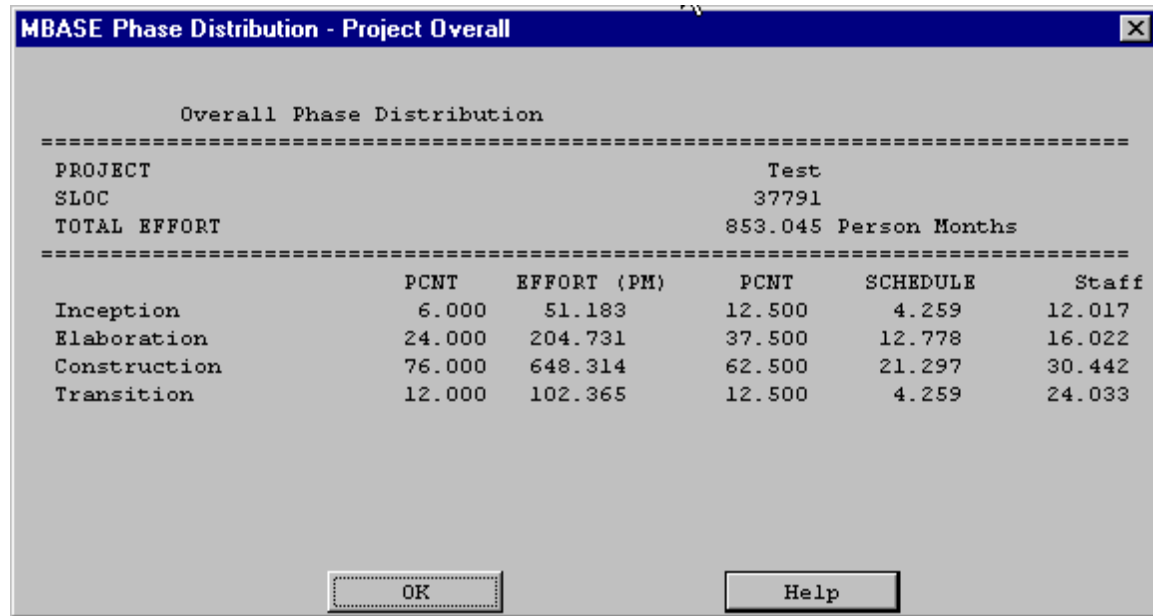 MBASE Phase Distribution - Project Overall
Overall Phase Distribution
================================================================================
PROJECT Test
SLOC 37791
TOTAL EFFORT 853.045 Person Months
================================================================================
PCNT EFFORT (PM) PCNT SCHEDULE Staff
Inception 6.000 51.183 12.500 4.259 12.017
Elaboration 24.000 204.731 37.500 12.778 16.022
Construction 76.000 648.314 62.500 21.297 30.442
Transition 12.000 102.365 12.500 4.259 24.033
OK Help